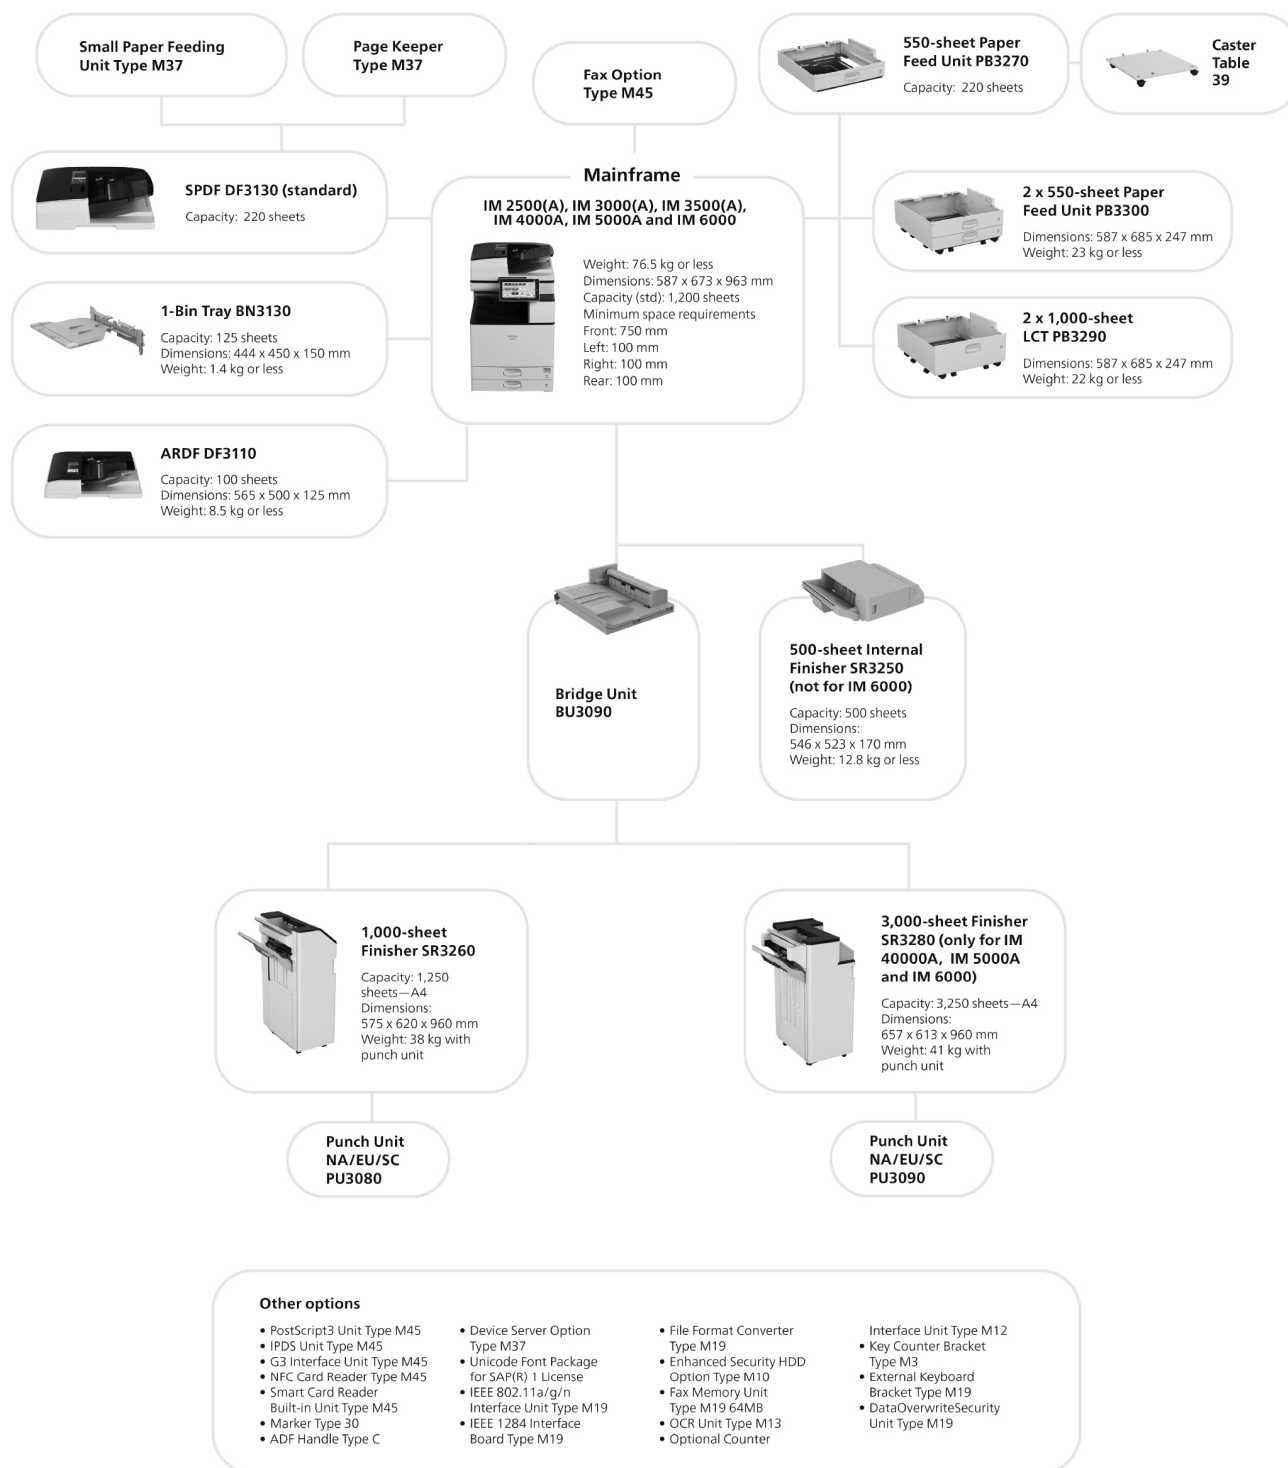 Small Paper Feeding
Unit Type M37
Page Keeper
Type M37
Fax Option
Type M45
550-sheet Paper
Feed Unit PB3270
Capacity: 220 sheets
Caster
Table
39
SPDF DF3130 (standard)
Capacity: 220 sheets
Mainframe
IM 2500(A), IM 3000(A), IM 3500(A),
IM 4000A, IM 5000A and IM 6000
Weight: 76.5 kg or less
Dimensions: 587 x 673 x 963 mm
Capacity (std): 1,200 sheets
Minimum space requirements
Front: 750 mm
Left: 100 mm
Right: 100 mm
Rear: 100 mm
2 x 550-sheet Paper
Feed Unit PB3300
Dimensions: 587 x 685 x 247 mm
Weight: 23 kg or less
1-Bin Tray BN3130
Capacity: 125 sheets
Dimensions: 444 x 450 x 150 mm
Weight: 1.4 kg or less
2 x 1,000-sheet
LCT PB3290
Dimensions: 587 x 685 x 247 mm
Weight: 22 kg or less
ARDF DF3110
Capacity: 100 sheets
Dimensions: 565 x 500 x 125 mm
Weight: 8.5 kg or less
Bridge Unit
BU3090
500-sheet Internal
Finisher SR3250
(not for IM 6000)
Capacity: 500 sheets
Dimensions:
546 x 523 x 170 mm
Weight: 12.8 kg or less
1,000-sheet
Finisher SR3260
Capacity: 1,250
sheets—A4
Dimensions:
575 x 620 x 960 mm
Weight: 38 kg with
punch unit
3,000-sheet Finisher
SR3280 (only for IM
40000A, IM 5000A
and IM 6000)
Capacity: 3,250 sheets—A4
Dimensions:
657 x 613 x 960 mm
Weight: 41 kg with
punch unit
Punch Unit
NA/EU/SC
PU3080
Punch Unit
NA/EU/SC
PU3090
Other options
• PostScript3 Unit Type M45
• IPDS Unit Type M45
• G3 Interface Unit Type M45
• NFC Card Reader Type M45
• Smart Card Reader
Built-in Unit Type M45
• Marker Type 30
• ADF Handle Type C
• Device Server Option
Type M37
• Unicode Font Package
for SAP(R) 1 License
• IEEE 802.11a/g/n
Interface Unit Type M19
• IEEE 1284 Interface
Board Type M19
• File Format Converter
Type M19
• Enhanced Security HDD
Option Type M10
• Fax Memory Unit
Type M19 64MB
• OCR Unit Type M13
• Optional Counter
Interface Unit Type M12
• Key Counter Bracket
Type M3
• External Keyboard
Bracket Type M19
• DataOverwriteSecurity
Unit Type M19